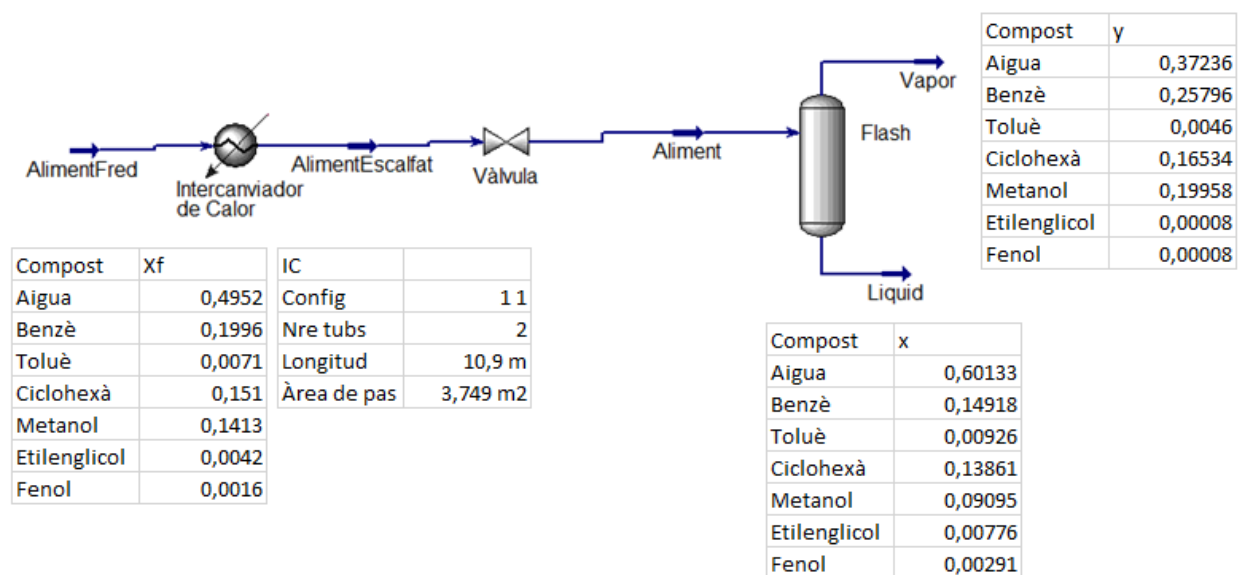 Compost y
Aigua 0,37236
Benzè 0,25796
Toluè 0,0046
Ciclohexà 0,16534
Metanol 0,19958
Etilenglicol 0,00008
Fenol 0,00008
AlimentFred
Intercanviador
de Calor
AlimentEscalfat
Vàlvula
Aliment
Vapor
Flash
Liquid
Compost Xf
Aigua 0,4952
Benzè 0,1996
Toluè 0,0071
Ciclohexà 0,151
Metanol 0,1413
Etilenglicol 0,0042
Fenol 0,0016
IC
Config 1 1
Nre tubs 2
Longitud 10,9 m
Àrea de pas 3,749 m2
Compost x
Aigua 0,60133
Benzè 0,14918
Toluè 0,00926
Ciclohexà 0,13861
Metanol 0,09095
Etilenglicol 0,00776
Fenol 0,00291